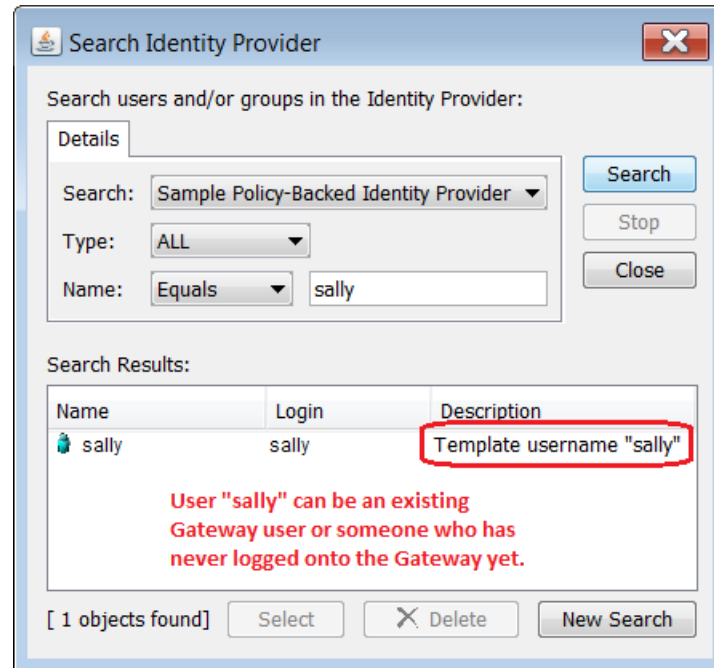 Search Identity Provider
Search users and/or groups in the Identity Provider:
Details
Search: Sample Policy-Backed Identity Provider
Type: ALL
Name: Equals sally
Search
Stop
Close
Search Results:
Name Login Description
sally sally Template username "sally"
User "sally" can be an existing
Gateway user or someone who has
never logged onto the Gateway yet.
[ 1 objects found] Select Delete New Search